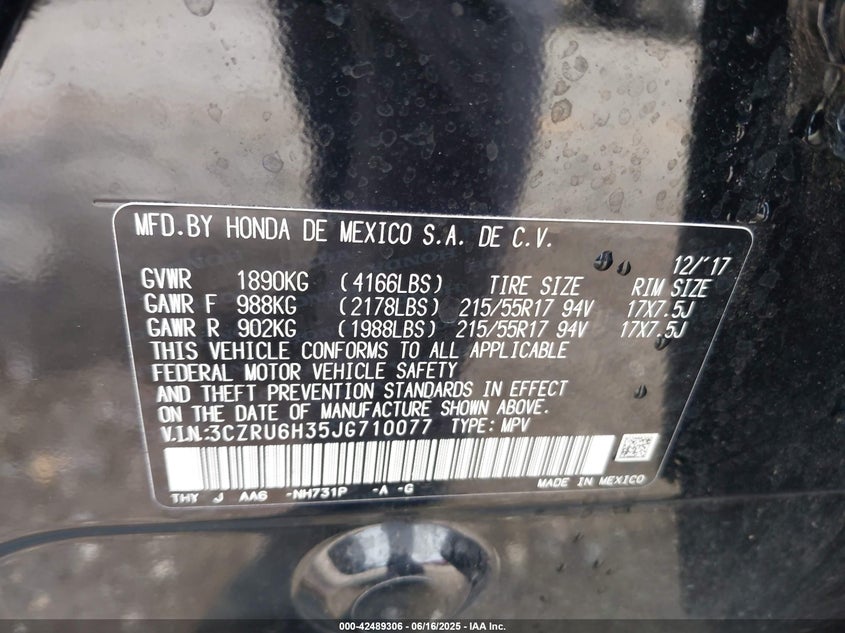 MFD.BY HONDA DE MEXICO S.A. DE C.V.
12/'17
GVWR 1890KG (4166LBS) TIRE SIZE RIM SIZE
GAWR F 988KG (2178LBS) 215/55R17 94V 17X7.5J
GAWR R 902KG (1988LBS) 215/55R17 94V 17X7.5J
THIS VEHICLE CONFORMS TO ALL APPLICABLE
FEDERAL MOTOR VEHICLE SAFETY
AND THEFT PREVENTION STANDARDS IN EFFECT
ON THE DATE OF MANUFACTURE SHOWN ABOVE.
V.I.N.:3CZRU6H35JG710077 TYPE: MPV
THY J AA6 -NH731P -A -G
MADE IN MEXICO
000-42489306 - 06/16/2025 - IAA Inc.